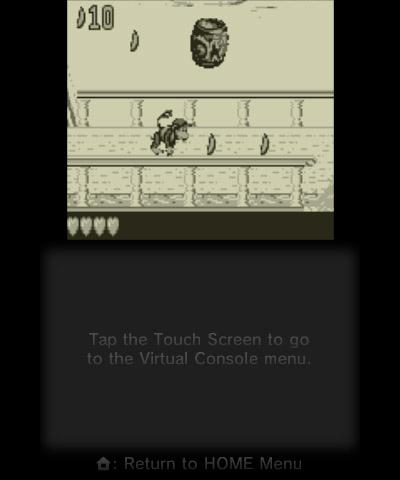 10
Tap the Touch Screen to go
to the Virtual Console menu.
: Return to HOME Menu